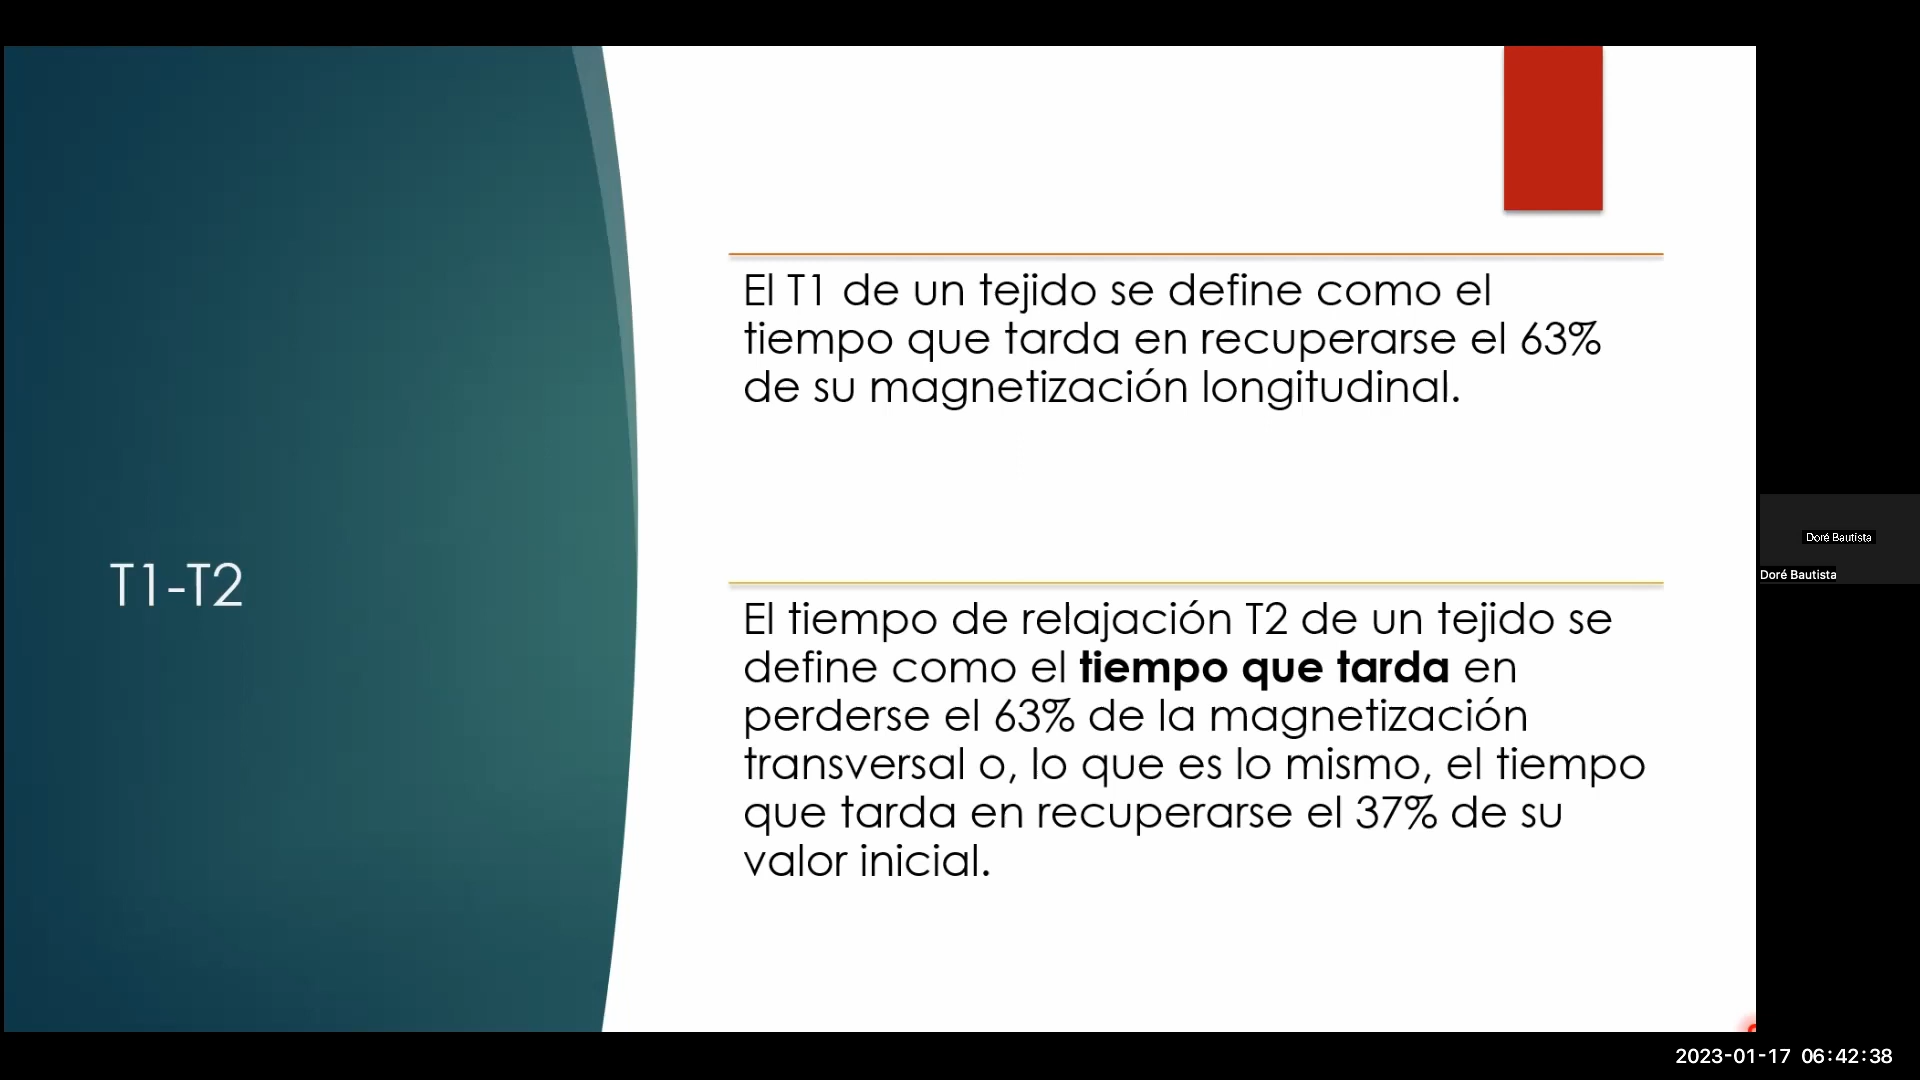 T1-T2
El T1 de un tejido se define como el
tiempo que tarda en recuperarse el 63%
de su magnetización longitudinal.
El tiempo de relajación T2 de un tejido se
define como el tiempo que tarda en
perderse el 63% de la magnetización
transversal o, lo que es lo mismo, el tiempo
que tarda en recuperarse el 37% de su
valor inicial.
Doré Bautista
Doré Bautista
2023-01-17 06:42:38